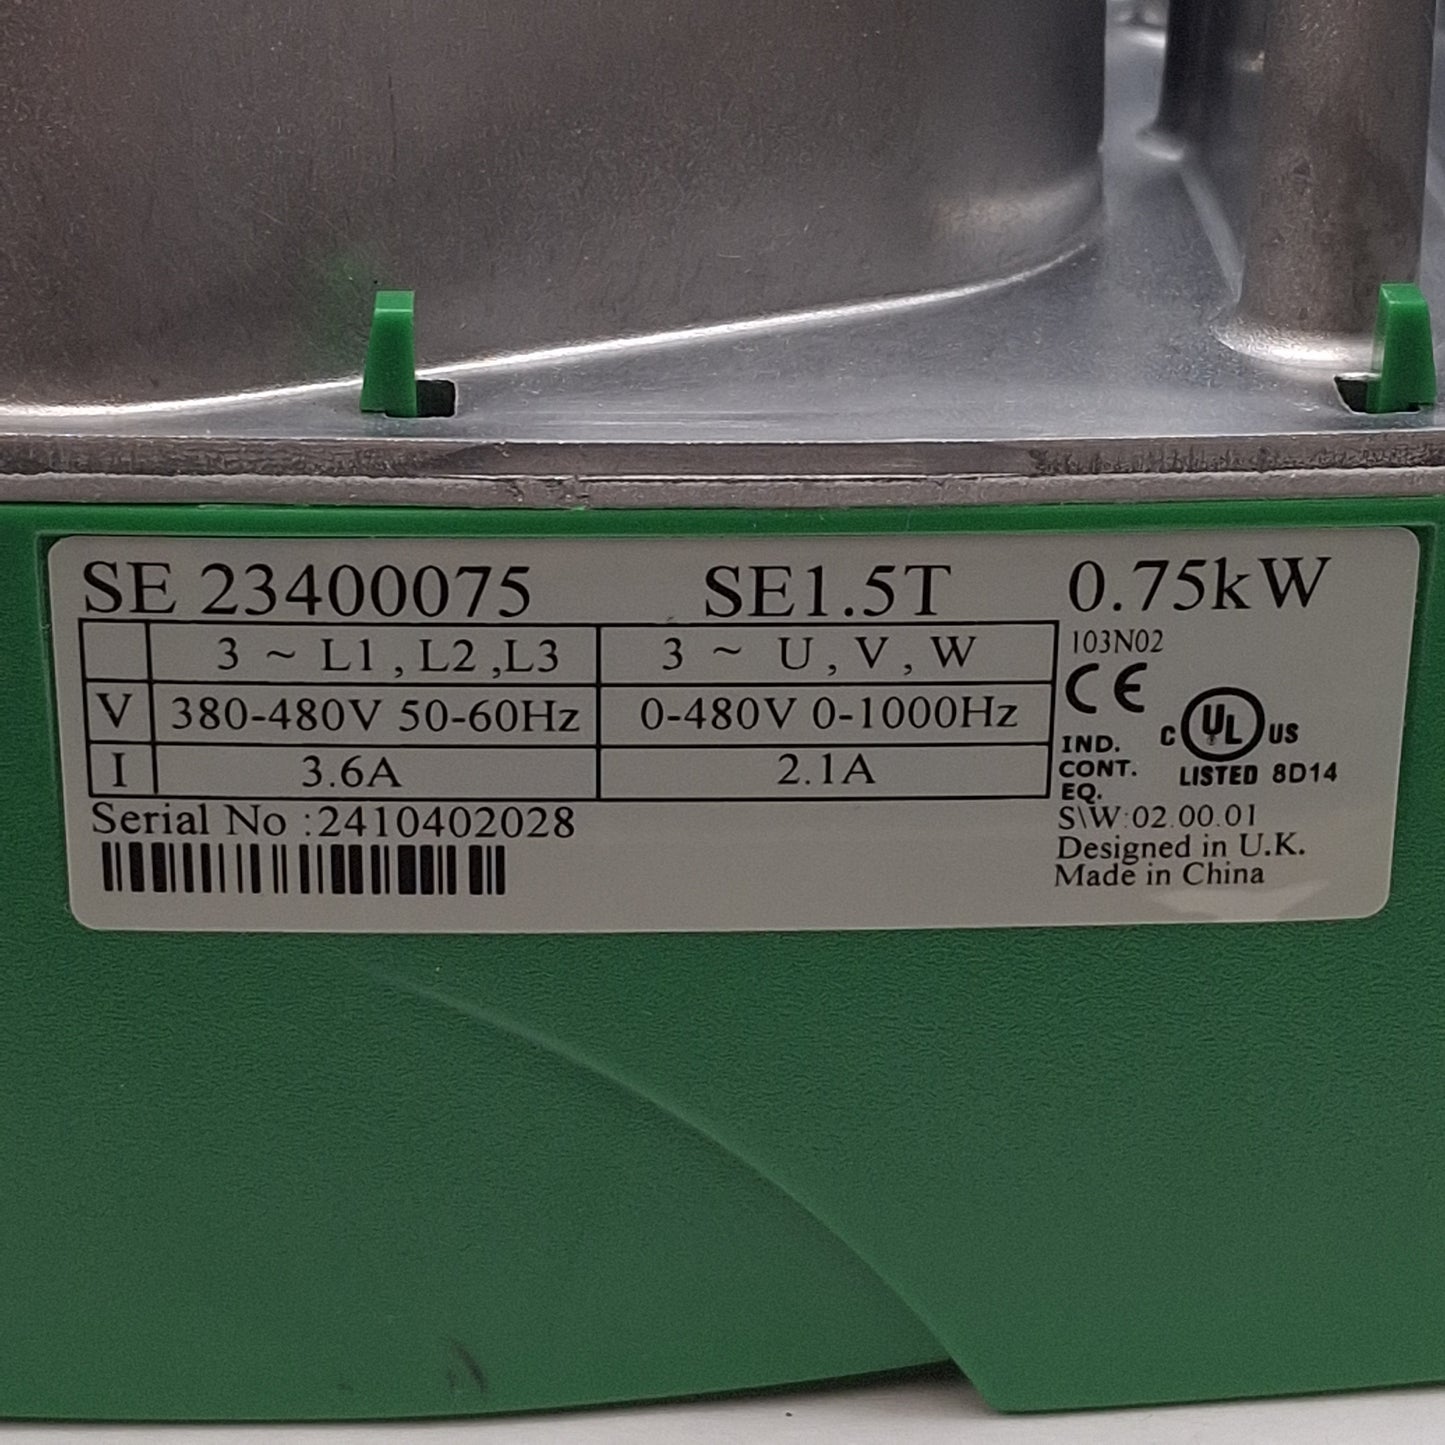 SE 23400075 SE1.5T 0.75kW
3 ~ L1 , L2 ,L3 3 ~ U , V , W
V 380-480V 50-60Hz 0-480V 0-1000Hz
I 3.6A 2.1A
Serial No :2410402028
103N02
CE
C UL US
LISTED 8D14
IND.
CONT.
EQ.
S\W:02.00.01
Designed in U.K.
Made in China